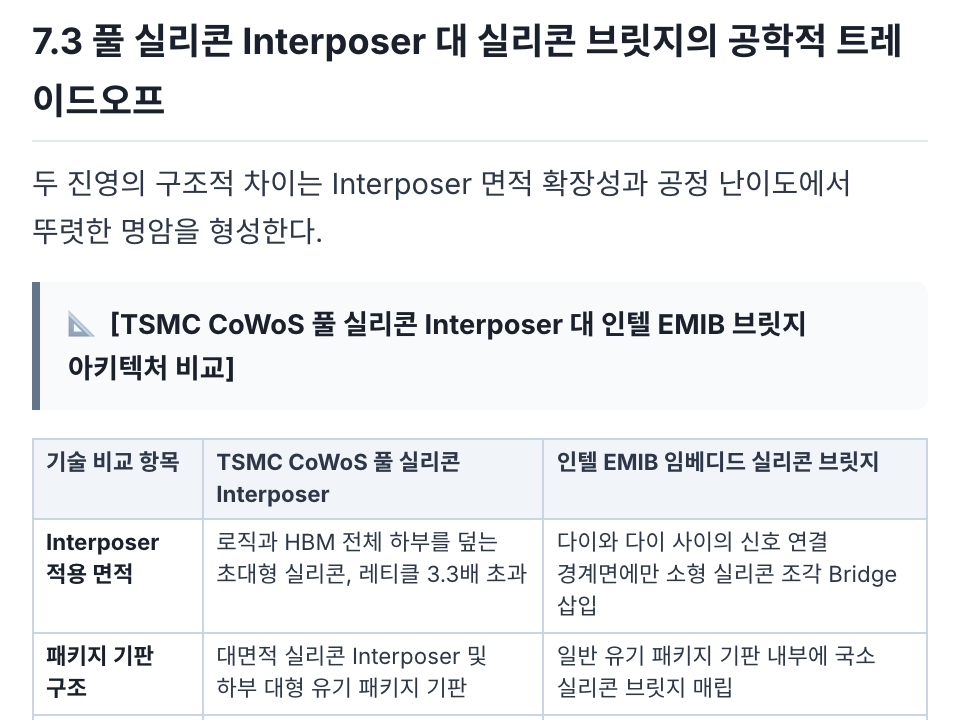 7.3 풀 실리콘 Interposer 대 실리콘 브릿지의 공학적 트레
이드오프
두 진영의 구조적 차이는 Interposer 면적 확장성과 공정 난이도에서
뚜렷한 명암을 형성한다.
📐 [TSMC CoWoS 풀 실리콘 Interposer 대 인텔 EMIB 브릿지
아키텍처 비교]
기술 비교 항목
TSMC CoWoS 풀 실리콘
Interposer
인텔 EMIB 임베디드 실리콘 브릿지
Interposer
적용 면적
로직과 HBM 전체 하부를 덮는
초대형 실리콘, 레티클 3.3배 초과
다이와 다이 사이의 신호 연결
경계면에만 소형 실리콘 조각 Bridge
삽입
패키지 기판
구조
대면적 실리콘 Interposer 및
하부 대형 유기 패키지 기판
일반 유기 패키지 기판 내부에 국소
실리콘 브릿지 매립